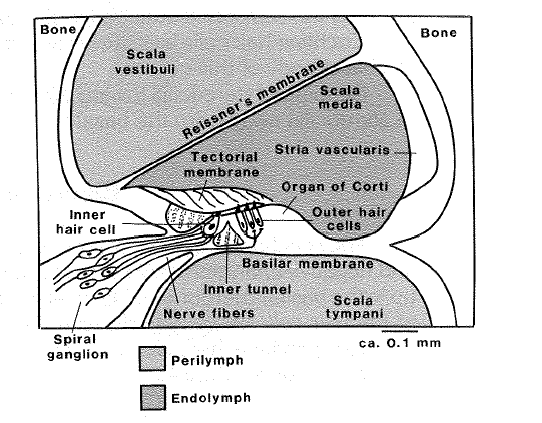 Bone
Bone
Scala
vestibuli
Reissner's membrane
Scala
media
Tectorial
membrane
Stria vascularis
Organ of Corti
Inner
hair cell
Outer hair
cells
Basilar membrane
Inner tunnel
Nerve fibers
Scala
tympani
Spiral
ganglion
ca. 0.1 mm
Perilymph
Endolymph